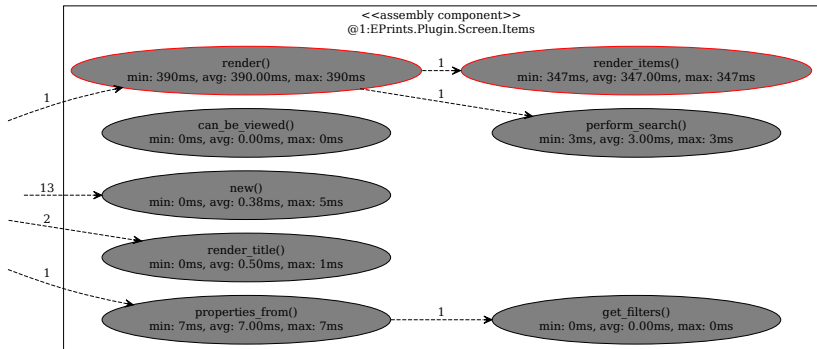 <<assembly component>>
@1:EPrints.Plugin.Screen.Items
render()
min: 390ms, avg: 390.00ms, max: 390ms
1
render_items()
min: 347ms, avg: 347.00ms, max: 347ms
1
1
can_be_viewed()
min: 0ms, avg: 0.00ms, max: 0ms
perform_search()
min: 3ms, avg: 3.00ms, max: 3ms
13
new()
min: 0ms, avg: 0.38ms, max: 5ms
2
render_title()
min: 0ms, avg: 0.50ms, max: 1ms
1
properties_from()
min: 7ms, avg: 7.00ms, max: 7ms
1
get_filters()
min: 0ms, avg: 0.00ms, max: 0ms